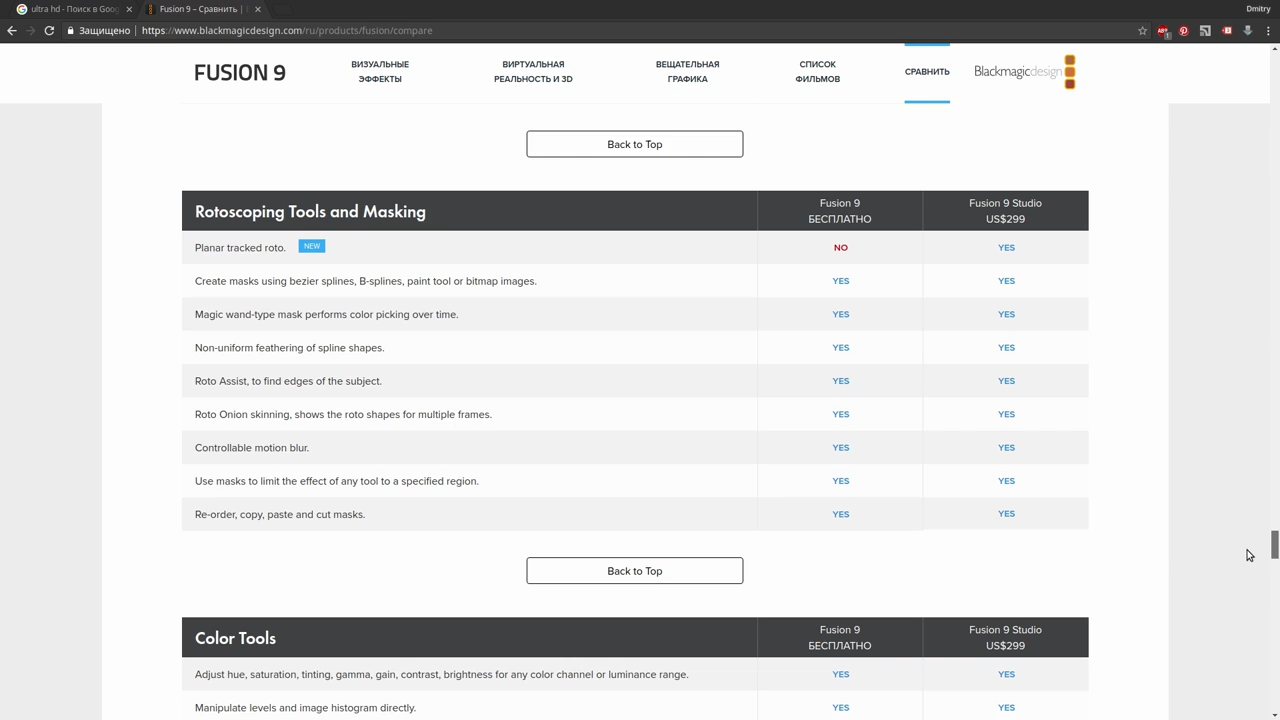 ultra hd - Поиск в Goog
Fusion 9 – Сравнить | B
Dmitry
Защищено
https://www.blackmagicdesign.com/ru/products/fusion/compare
ABP
1
FUSION 9
ВИЗУАЛЬНЫЕ
ЭФФЕКТЫ
ВИРТУАЛЬНАЯ
РЕАЛЬНОСТЬ И 3D
ВЕЩАТЕЛЬНАЯ
ГРАФИКА
СПИСОК
ФИЛЬМОВ
СРАВНИТЬ
Blackmagicdesign
Back to Top
Rotoscoping Tools and Masking
Fusion 9
БЕСПЛАТНО
Fusion 9 Studio
US$299
Planar tracked roto. NEW NO YES
Create masks using bezier splines, B-splines, paint tool or bitmap images. YES YES
Magic wand-type mask performs color picking over time. YES YES
Non-uniform feathering of spline shapes. YES YES
Roto Assist, to find edges of the subject. YES YES
Roto Onion skinning, shows the roto shapes for multiple frames. YES YES
Controllable motion blur. YES YES
Use masks to limit the effect of any tool to a specified region. YES YES
Re-order, copy, paste and cut masks. YES YES
Back to Top
Color Tools
Fusion 9
БЕСПЛАТНО
Fusion 9 Studio
US$299
Adjust hue, saturation, tinting, gamma, gain, contrast, brightness for any color channel or luminance range. YES YES
Manipulate levels and image histogram directly. YES YES